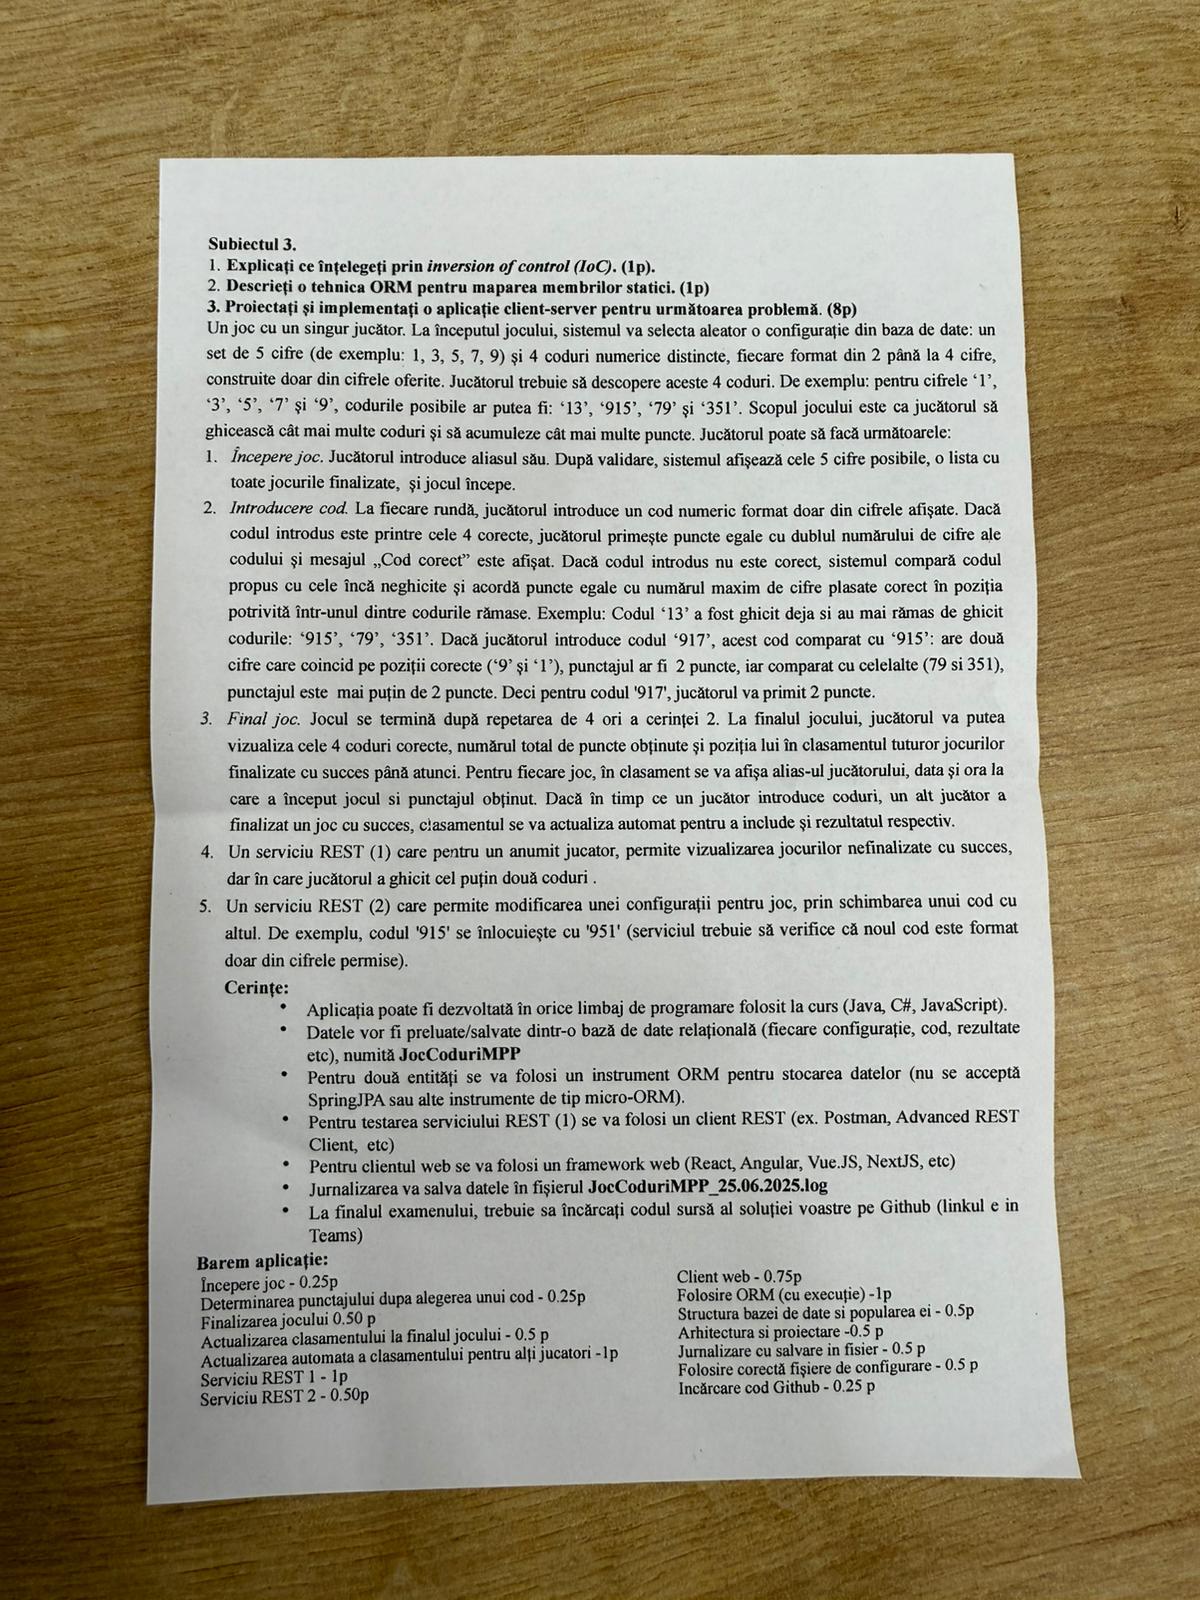 Subiectul 3.
1. Explicați ce înțelegeți prin inversion of control (IoC). (1p).
2. Descrieți o tehnica ORM pentru maparea membrilor statici. (1p)
3. Proiectați și implementați o aplicație client-server pentru următoarea problemă. (8p)
Un joc cu un singur jucător. La începutul jocului, sistemul va selecta aleator o configurație din baza de date: un
set de 5 cifre (de exemplu: 1, 3, 5, 7, 9) și 4 coduri numerice distincte, fiecare format din 2 până la 4 cifre,
construite doar din cifrele oferite. Jucătorul trebuie să descopere aceste 4 coduri. De exemplu: pentru cifrele ‘1’,
‘3’, ‘5’, ‘7’ și ‘9’, codurile posibile ar putea fi: ‘13’, ‘915’, ‘79’ și ‘351’. Scopul jocului este ca jucătorul să
ghicească cât mai multe coduri și să acumuleze cât mai multe puncte. Jucătorul poate să facă următoarele:
1. Începere joc. Jucătorul introduce aliasul său. După validare, sistemul afișează cele 5 cifre posibile, o lista cu
toate jocurile finalizate, și jocul începe.
2. Introducere cod. La fiecare rundă, jucătorul introduce un cod numeric format doar din cifrele afișate. Dacă
codul introdus este printre cele 4 corecte, jucătorul primește puncte egale cu dublul numărului de cifre ale
codului și mesajul „Cod corect” este afișat. Dacă codul introdus nu este corect, sistemul compară codul
propus cu cele încă neghicite și acordă puncte egale cu numărul maxim de cifre plasate corect în poziția
potrivită într-unul dintre codurile rămase. Exemplu: Codul ‘13’ a fost ghicit deja si au mai rămas de ghicit
codurile: ‘915’, ‘79’, ‘351’. Dacă jucătorul introduce codul ‘917’, acest cod comparat cu ‘915’: are două
cifre care coincid pe poziții corecte (‘9’ și ‘1’), punctajul ar fi 2 puncte, iar comparat cu celelalte (79 si 351),
punctajul este mai puțin de 2 puncte. Deci pentru codul '917', jucătorul va primit 2 puncte.
3. Final joc. Jocul se termină după repetarea de 4 ori a cerinței 2. La finalul jocului, jucătorul va putea
vizualiza cele 4 coduri corecte, numărul total de puncte obținute și poziția lui în clasamentul tuturor jocurilor
finalizate cu succes până atunci. Pentru fiecare joc, în clasament se va afișa alias-ul jucătorului, data și ora la
care a început jocul si punctajul obținut. Dacă în timp ce un jucător introduce coduri, un alt jucător a
finalizat un joc cu succes, clasamentul se va actualiza automat pentru a include și rezultatul respectiv.
4. Un serviciu REST (1) care pentru un anumit jucator, permite vizualizarea jocurilor nefinalizate cu succes,
dar în care jucătorul a ghicit cel puțin două coduri .
5. Un serviciu REST (2) care permite modificarea unei configurații pentru joc, prin schimbarea unui cod cu
altul. De exemplu, codul '915' se înlocuiește cu '951' (serviciul trebuie să verifice că noul cod este format
doar din cifrele permise).
Cerințe:
• Aplicația poate fi dezvoltată în orice limbaj de programare folosit la curs (Java, C#, JavaScript).
• Datele vor fi preluate/salvate dintr-o bază de date relațională (fiecare configurație, cod, rezultate
etc), numită JocCoduriMPP
• Pentru două entități se va folosi un instrument ORM pentru stocarea datelor (nu se acceptă
SpringJPA sau alte instrumente de tip micro-ORM).
• Pentru testarea serviciului REST (1) se va folosi un client REST (ex. Postman, Advanced REST
Client, etc)
• Pentru clientul web se va folosi un framework web (React, Angular, Vue.JS, NextJS, etc)
• Jurnalizarea va salva datele în fișierul JocCoduriMPP_25.06.2025.log
• La finalul examenului, trebuie sa încărcați codul sursă al soluției voastre pe Github (linkul e in
Teams)
Barem aplicație:
Începere joc - 0.25p
Determinarea punctajului dupa alegerea unui cod - 0.25p
Finalizarea jocului 0.50 p
Actualizarea clasamentului la finalul jocului - 0.5 p
Actualizarea automata a clasamentului pentru alți jucatori -1p
Serviciu REST 1 - 1p
Serviciu REST 2 - 0.50p
Client web - 0.75p
Folosire ORM (cu execuție) -1p
Structura bazei de date si popularea ei - 0.5p
Arhitectura si proiectare -0.5 p
Jurnalizare cu salvare in fisier - 0.5 p
Folosire corectă fișiere de configurare - 0.5 p
Incărcare cod Github - 0.25 p